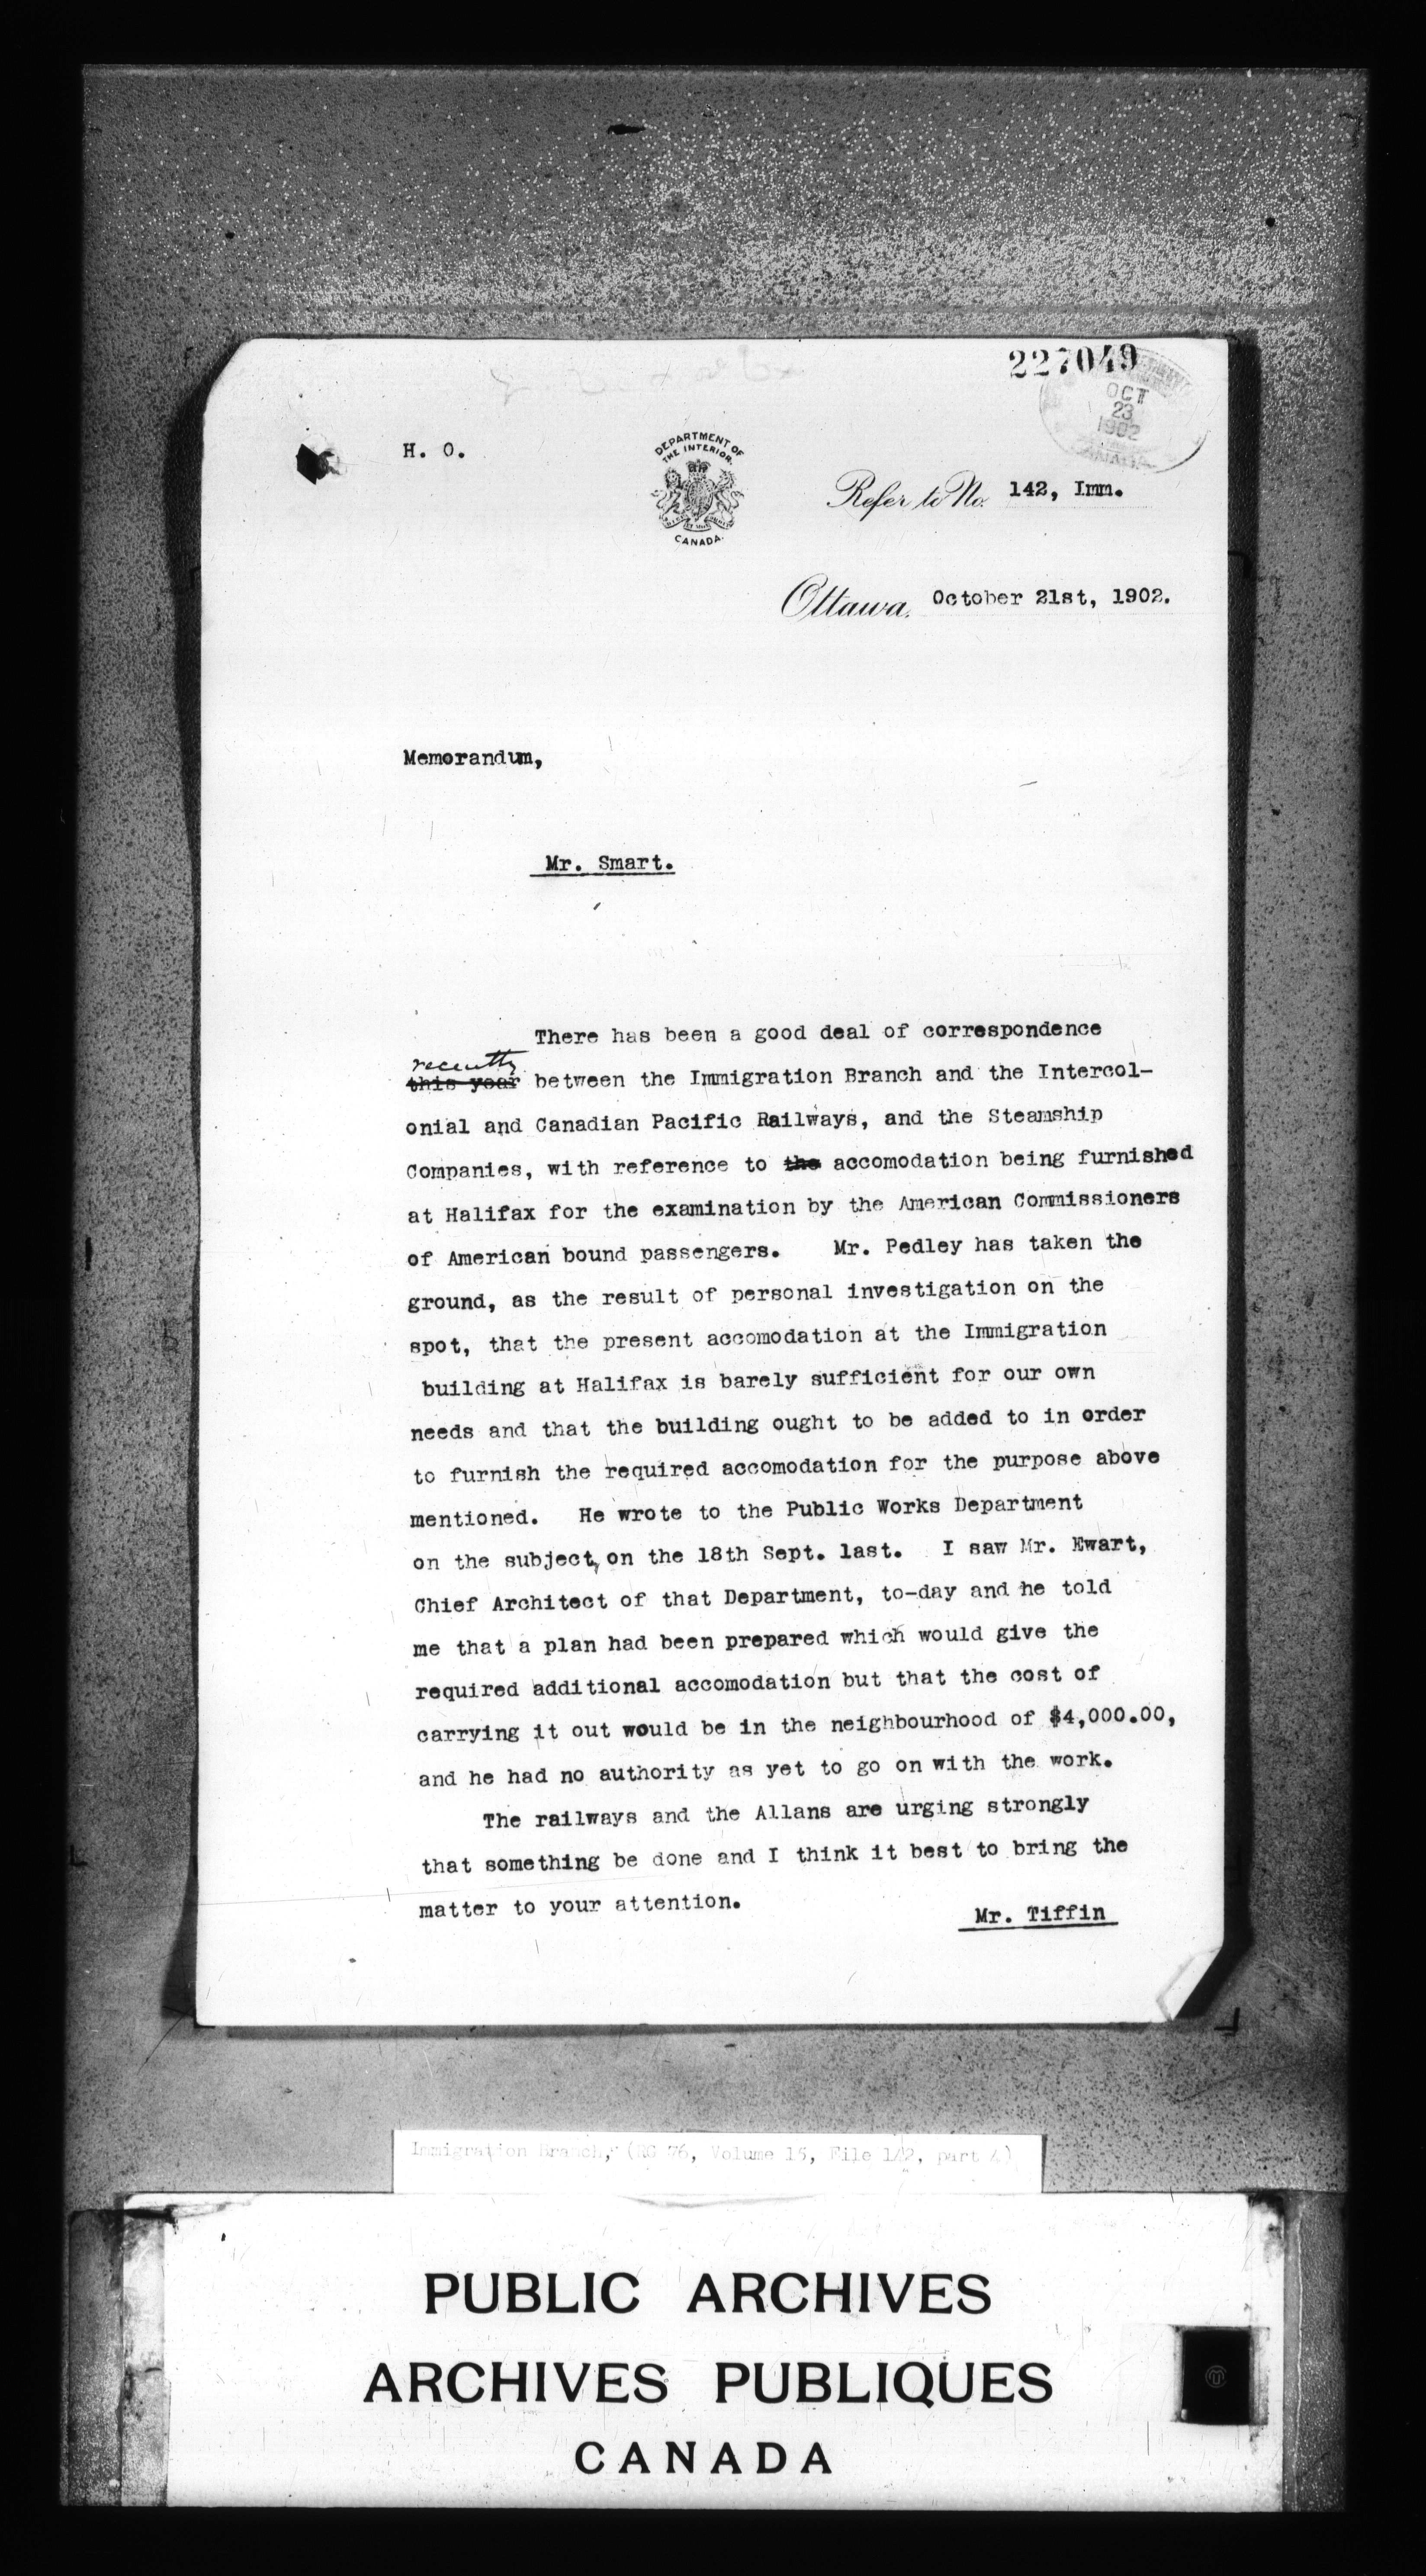 227049
OCT
23
1902
CANADA
H. O.
DEPARTMENT OF
THE INTERIOR.
CANADA.
Refer to No. 142, Imm.
Ottawa, October 21st, 1902.
Memorandum,
Mr. Smart.
There has been a good deal of correspondence
recently
this year between the Immigration Branch and the Intercol-
onial and Canadian Pacific Railways, and the Steamship
Companies, with reference to the accomodation being furnished
at Halifax for the examination by the American Commissioners
of American bound passengers. Mr. Pedley has taken the
ground, as the result of personal investigation on the
spot, that the present accomodation at the Immigration
building at Halifax is barely sufficient for our own
needs and that the building ought to be added to in order
to furnish the required accomodation for the purpose above
mentioned. He wrote to the Public Works Department
on the subject, on the 18th Sept. last. I saw Mr. Ewart,
Chief Architect of that Department, to-day and he told
me that a plan had been prepared which would give the
required additional accomodation but that the cost of
carrying it out would be in the neighbourhood of $4,000.00,
and he had no authority as yet to go on with the work.
The railways and the Allans are urging strongly
that something be done and I think it best to bring the
matter to your attention.
Mr. Tiffin
Immigration Branch, (RG 76, Volume 15, File 142, part 4)
PUBLIC ARCHIVES
ARCHIVES PUBLIQUES
CANADA